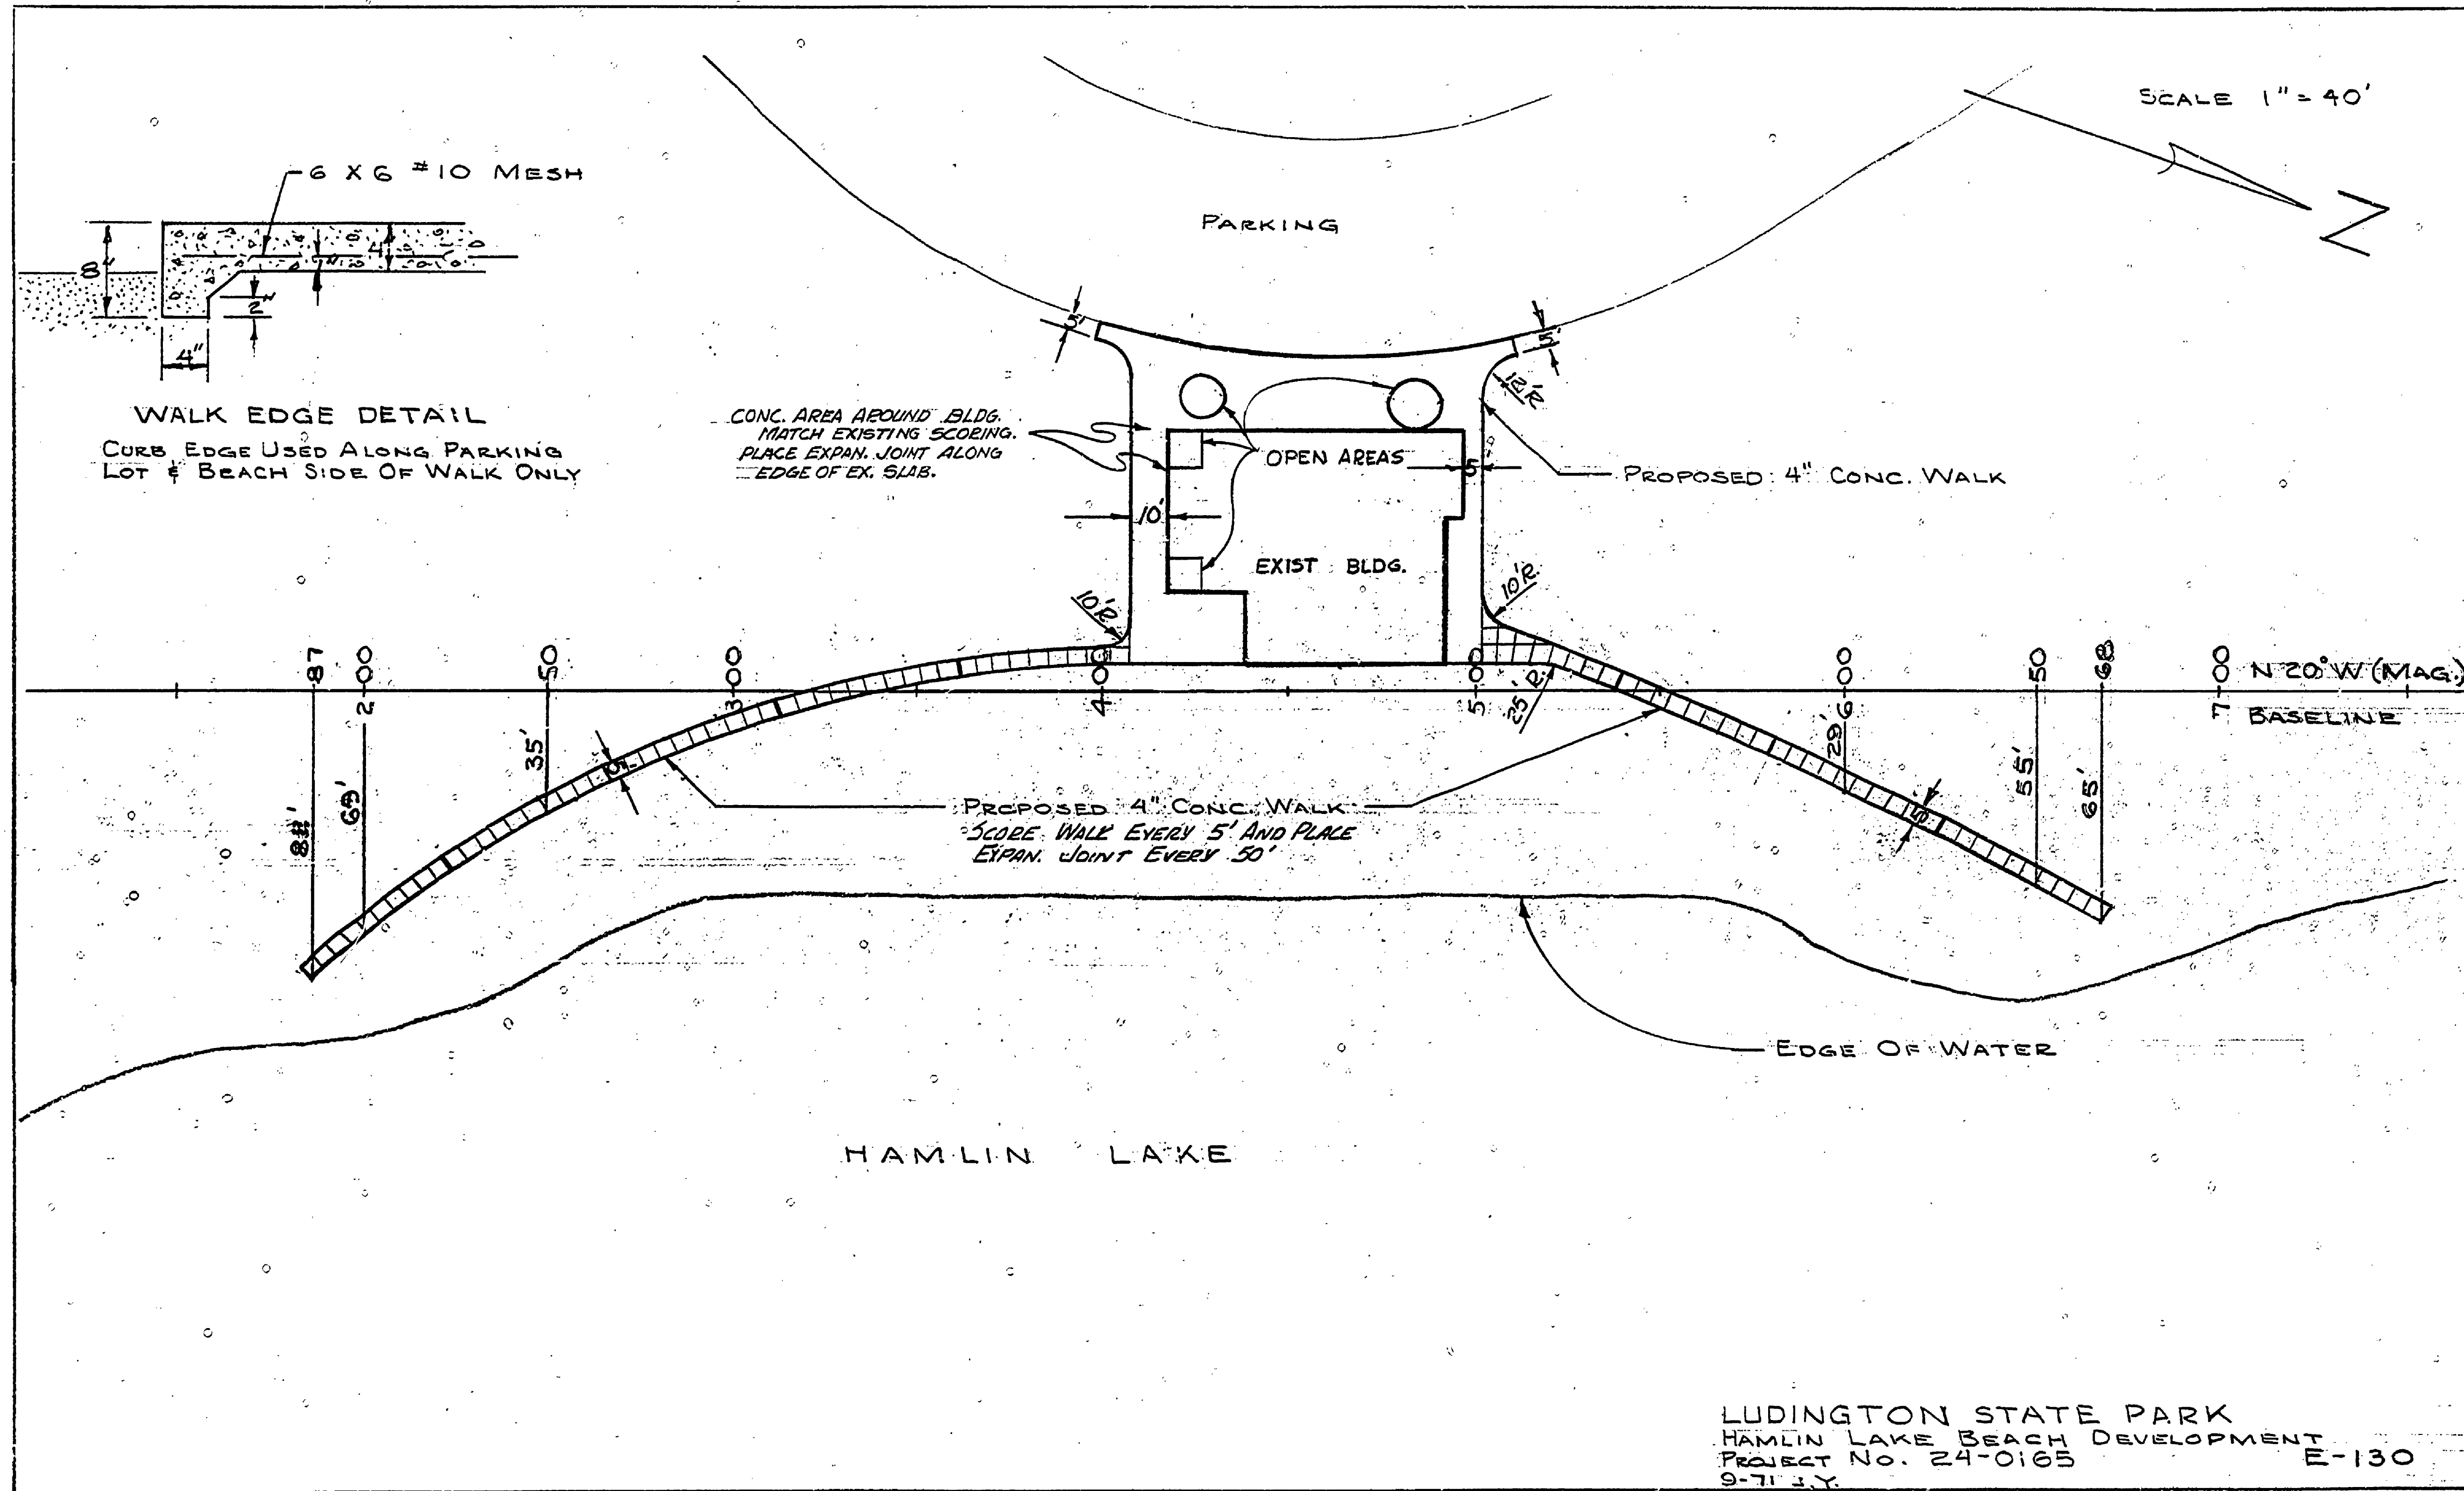 SCALE 1" = 40'
N
6 X 6 #10 MESH
8"
4"
1"
2"
4"
WALK EDGE DETAIL
CURB EDGE USED ALONG PARKING
LOT & BEACH SIDE OF WALK ONLY
PARKING
5'
5'
12'R
CONC. AREA AROUND BLDG.
MATCH EXISTING SCORING.
PLACE EXPAN. JOINT ALONG
EDGE OF EX. SLAB.
OPEN AREAS
5'
PROPOSED 4" CONC. WALK
10'
EXIST BLDG.
10'R
10'R.
87
2+00
50
3+00
4+00
5+00
6+00
50
68
7+00
N 20° W (MAG.)
BASELINE
25' R.
88'
69'
35'
5'
29'
5'
55'
65'
PROPOSED 4" CONC. WALK
SCORE WALK EVERY 5' AND PLACE
EXPAN. JOINT EVERY 50'
EDGE OF WATER
HAMLIN LAKE
LUDINGTON STATE PARK
HAMLIN LAKE BEACH DEVELOPMENT
PROJECT NO. 24-0165 E-130
9-71 J.Y.